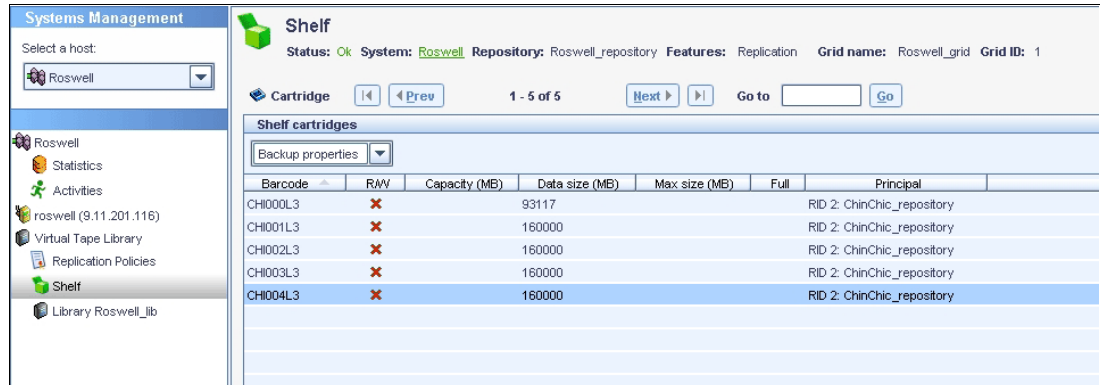 Systems Management
Select a host:
Roswell
Roswell
Statistics
Activities
roswell (9.11.201.116)
Virtual Tape Library
Replication Policies
Shelf
Library Roswell_lib
Shelf
Status: Ok System: Roswell Repository: Roswell_repository Features: Replication Grid name: Roswell_grid Grid ID: 1
Cartridge Prev 1 - 5 of 5 Next Go to Go
Shelf cartridges
Backup properties
Barcode R/W Capacity (MB) Data size (MB) Max size (MB) Full Principal
CHI000L3 93117 RID 2: ChinChic_repository
CHI001L3 160000 RID 2: ChinChic_repository
CHI002L3 160000 RID 2: ChinChic_repository
CHI003L3 160000 RID 2: ChinChic_repository
CHI004L3 160000 RID 2: ChinChic_repository